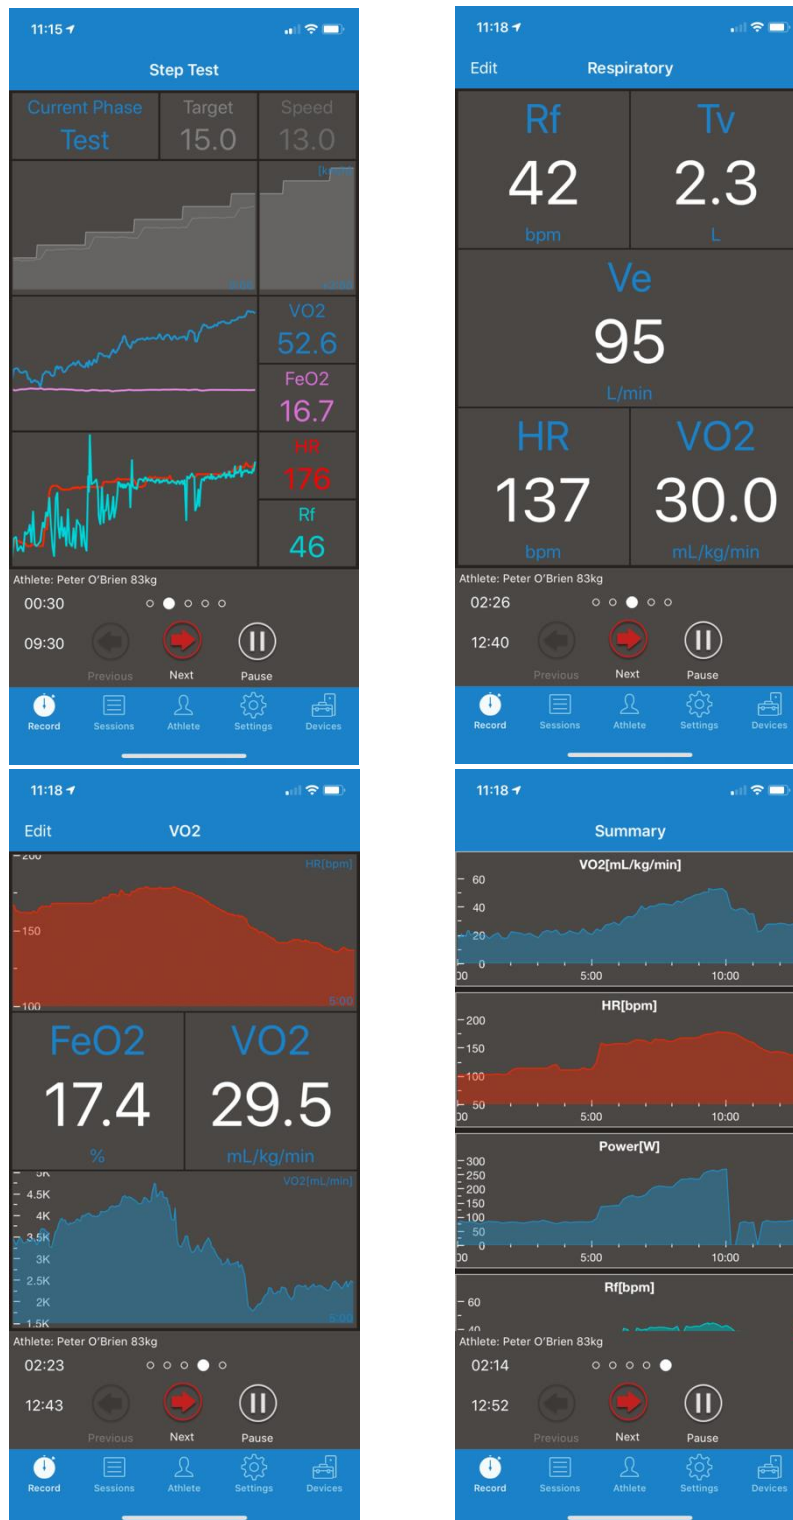 11:15
Step Test
Current Phase Target Speed
Test 15.0 13.0
VO2
52.6
FeO2
16.7
HR
176
Rf
46
Athlete: Peter O'Brien 83kg
00:30
09:30
Previous Next Pause
Record Sessions Athlete Settings Devices
11:18
Edit Respiratory
Rf Tv
42 2.3
bpm L
Ve
95
L/min
HR VO2
137 30.0
bpm mL/kg/min
Athlete: Peter O'Brien 83kg
02:26
12:40
Previous Next Pause
Record Sessions Athlete Settings Devices
11:18
Edit VO2
200 HR[bpm]
150
100 5:00
FeO2 VO2
17.4 29.5
% mL/kg/min
5K VO2[mL/min]
4.5K
4K
3.5K
3K
2.5K
2K
1.5K 5:00
Athlete: Peter O'Brien 83kg
02:23
12:43
Previous Next Pause
Record Sessions Athlete Settings Devices
11:18
Summary
VO2[mL/kg/min]
60
40
20
0
00 5:00 10:00
HR[bpm]
200
150
100
50
00 5:00 10:00
Power[W]
300
250
200
150
100
50
0
00 5:00 10:00
Rf[bpm]
60
40
Athlete: Peter O'Brien 83kg
02:14
12:52
Previous Next Pause
Record Sessions Athlete Settings Devices